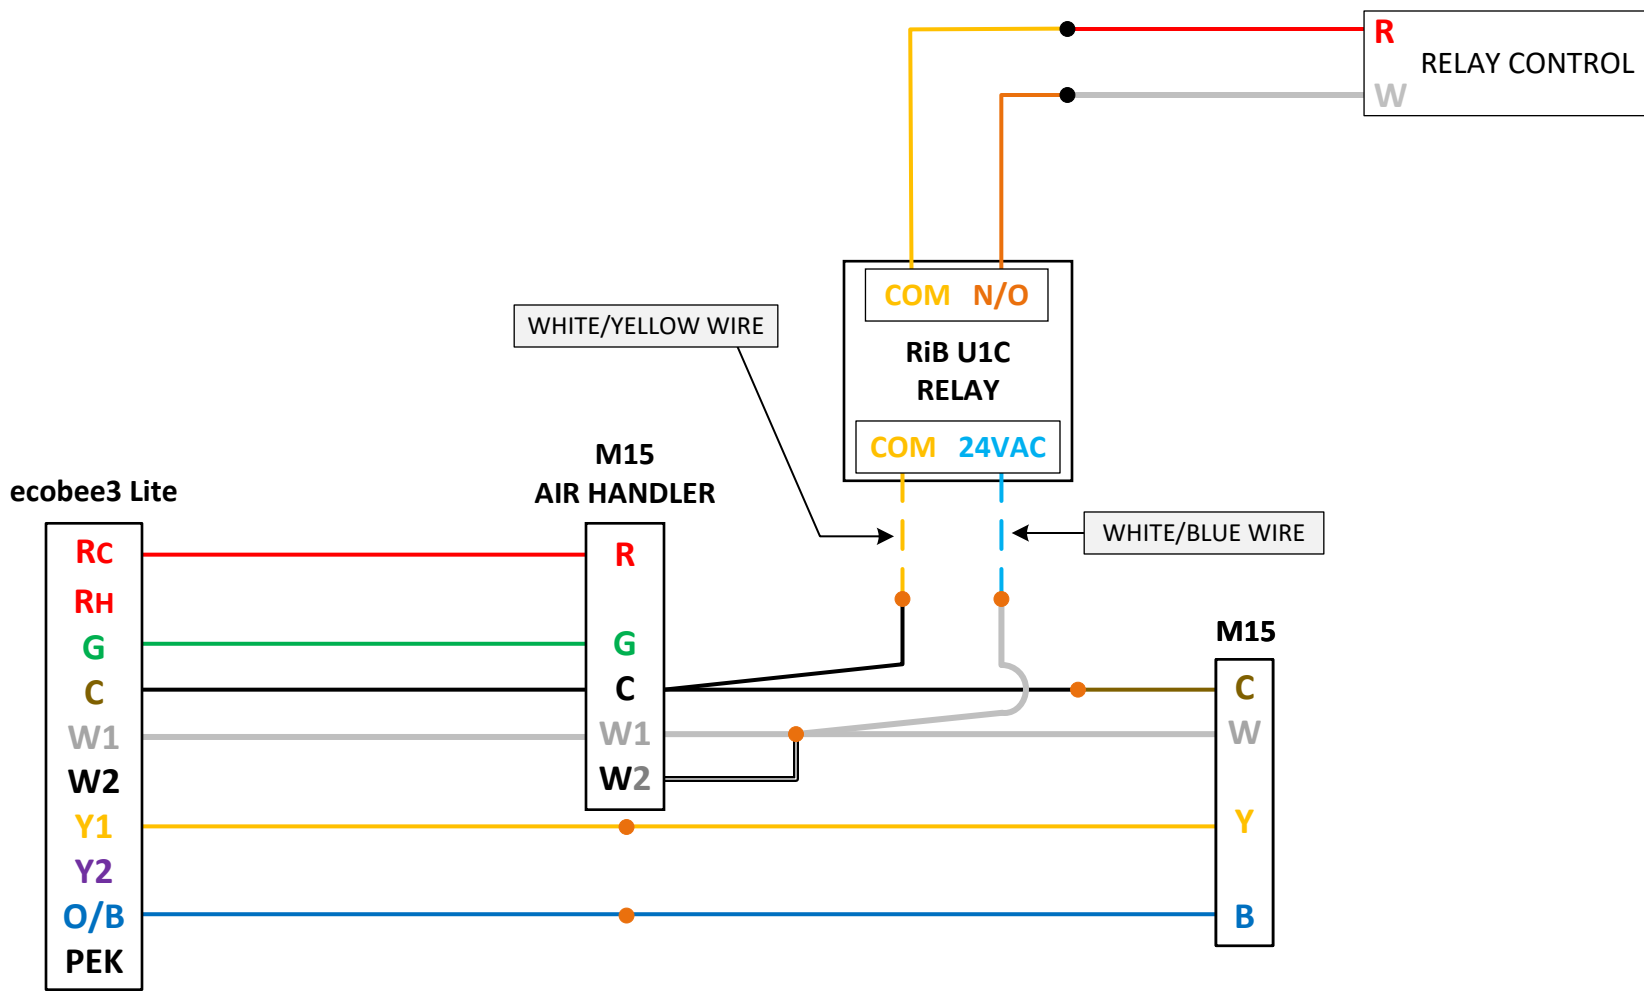 R
RELAY CONTROL
W
COM N/O
RiB U1C
RELAY
COM 24VAC
WHITE/YELLOW WIRE
WHITE/BLUE WIRE
ecobee3 Lite
RC
RH
G
C
W1
W2
Y1
Y2
O/B
PEK
M15
AIR HANDLER
R
G
C
W1
W2
M15
C
W
Y
B